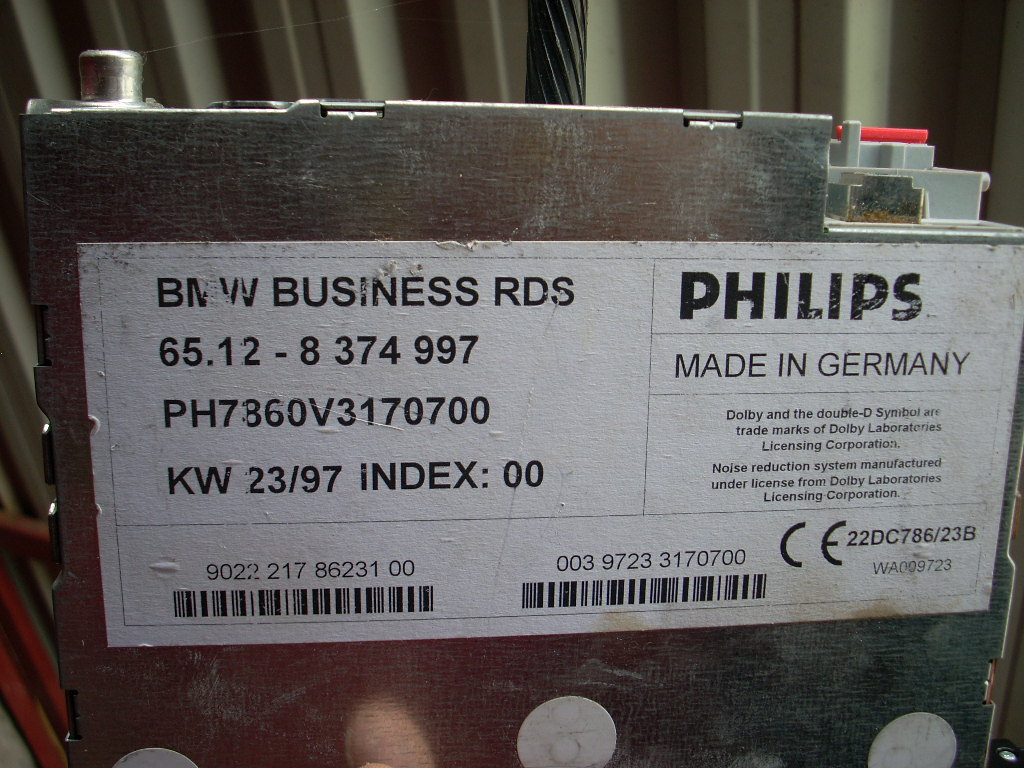 BMW BUSINESS RDS
65.12 - 8 374 997
PH7860V3170700
KW 23/97 INDEX: 00
PHILIPS
MADE IN GERMANY
Dolby and the double-D Symbol are
trade marks of Dolby Laboratories
Licensing Corporation.
Noise reduction system manufactured
under license from Dolby Laboratories
Licensing Corporation.
9022 217 86231 00
003 9723 3170700
CE 22DC786/23B
WA009723